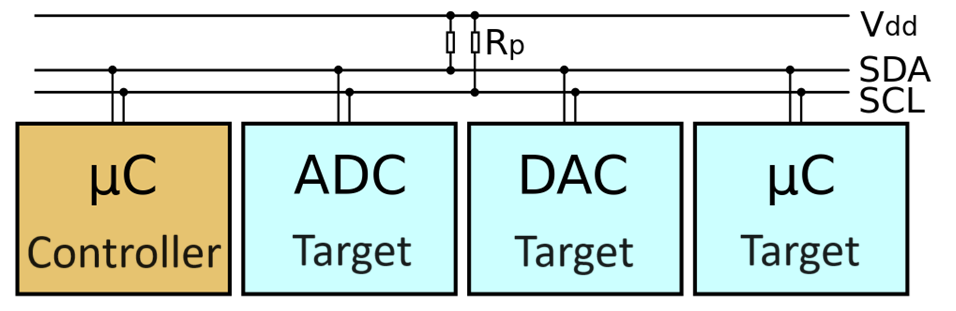 Vdd
Rp
SDA
SCL
µC
Controller
ADC
Target
DAC
Target
µC
Target